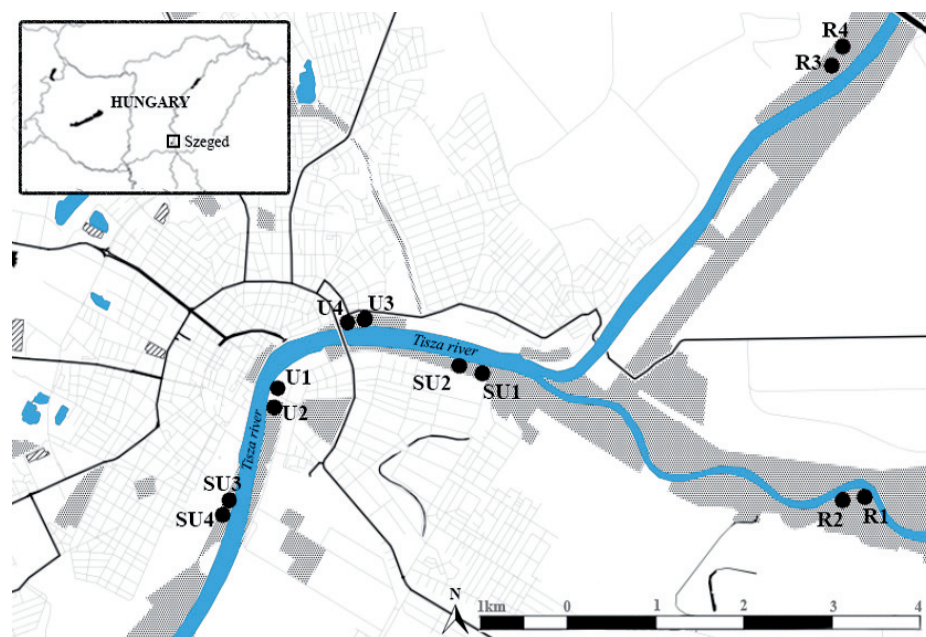 HUNGARY
Szeged
R4
R3
U4
U3
Tisza river
SU2
SU1
U1
U2
Tisza river
SU3
SU4
R2
R1
N
1km 0 1 2 3 4